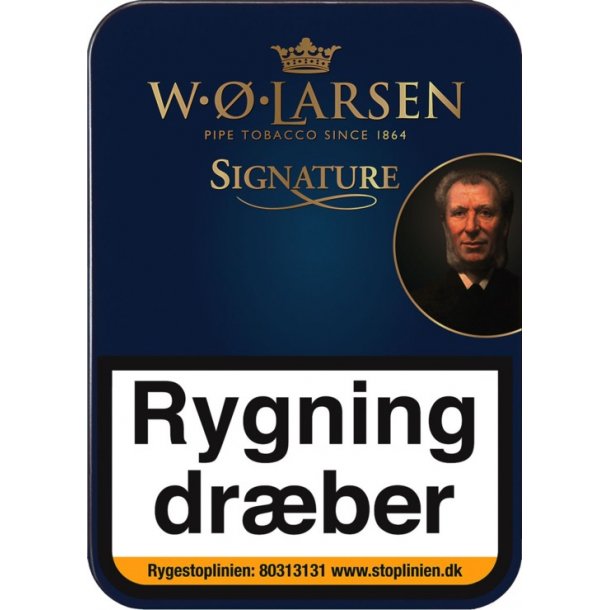 W·Ø·LARSEN
PIPE TOBACCO SINCE 1864
SIGNATURE
Rygning
dræber
Rygestoplinien: 80313131 www.stoplinien.dk